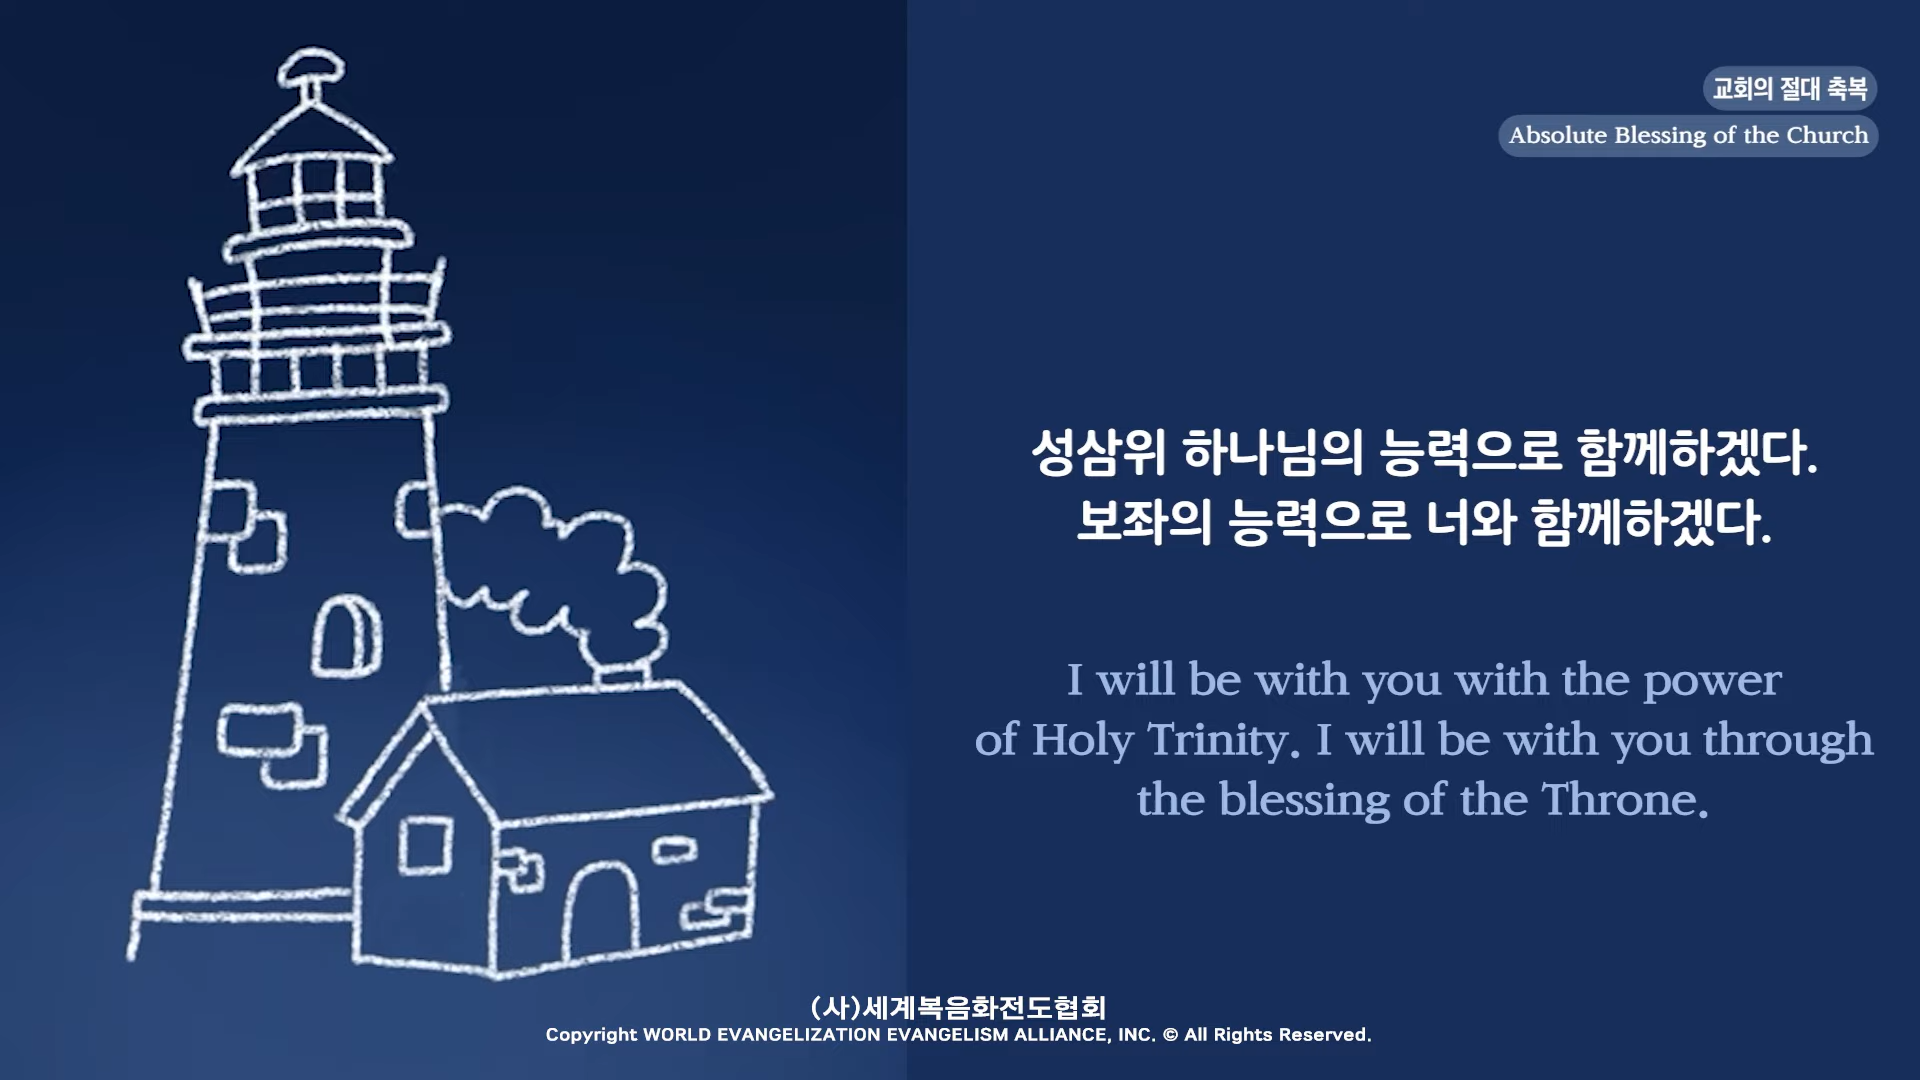 교회의 절대 축복
Absolute Blessing of the Church
성삼위 하나님의 능력으로 함께하겠다.
보좌의 능력으로 너와 함께하겠다.
I will be with you with the power
of Holy Trinity. I will be with you through
the blessing of the Throne.
(사)세계복음화전도협회
Copyright WORLD EVANGELIZATION EVANGELISM ALLIANCE, INC. © All Rights Reserved.